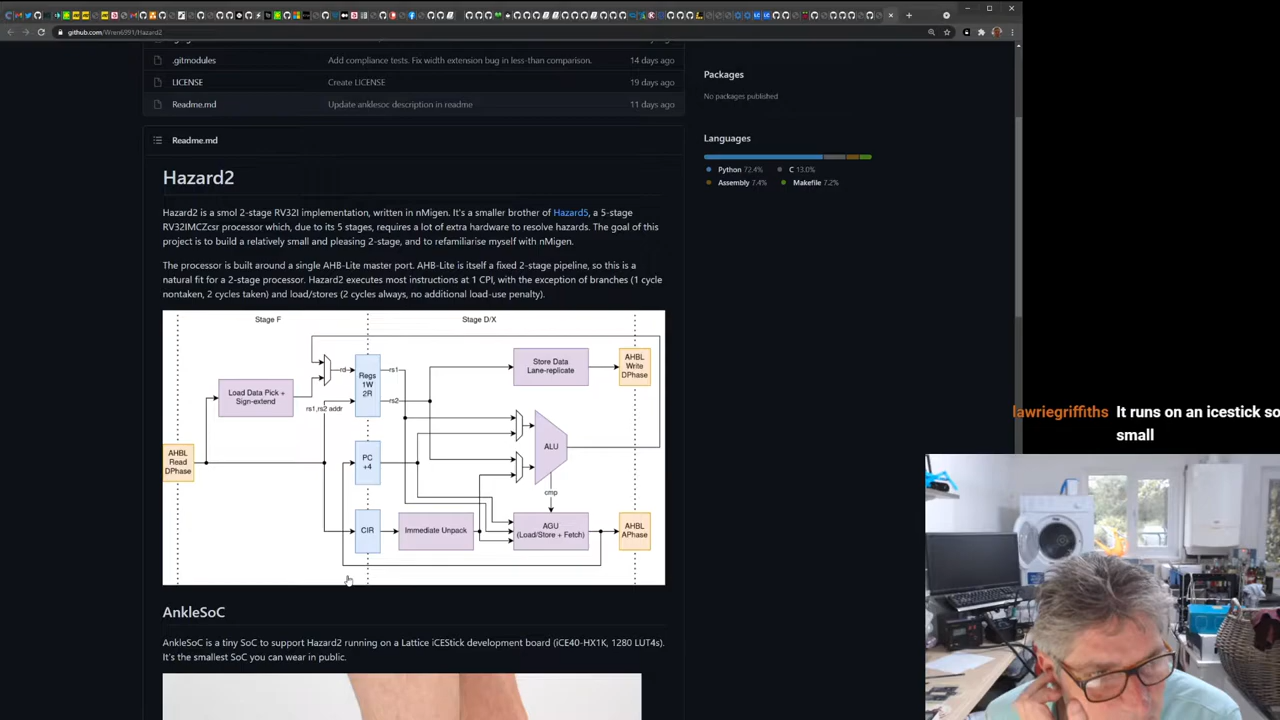 github.com/Wren6991/Hazard2
.gitmodules
Add compliance tests. Fix width extension bug in less-than comparison.
14 days ago
LICENSE
Create LICENSE
19 days ago
Readme.md
Update anklesoc description in readme
11 days ago
Packages
No packages published
Languages
Python 72.4%
C 13.0%
Assembly 7.4%
Makefile 7.2%
Readme.md
Hazard2
Hazard2 is a smol 2-stage RV32I implementation, written in nMigen. It's a smaller brother of Hazard5, a 5-stage
RV32IMCZcsr processor which, due to its 5 stages, requires a lot of extra hardware to resolve hazards. The goal of this
project is to build a relatively small and pleasing 2-stage, and to refamiliarise myself with nMigen.
The processor is built around a single AHB-Lite master port. AHB-Lite is itself a fixed 2-stage pipeline, so this is a
natural fit for a 2-stage processor. Hazard2 executes most instructions at 1 CPI, with the exception of branches (1 cycle
nontaken, 2 cycles taken) and load/stores (2 cycles always, no additional load-use penalty).
Stage F
Stage D/X
Load Data Pick +
Sign-extend
rd
rs1,rs2 addr
Regs
1W
2R
rs1
rs2
Store Data
Lane-replicate
AHBL
Write
DPhase
AHBL
Read
DPhase
PC
+4
ALU
cmp
CIR
Immediate Unpack
AGU
(Load/Store + Fetch)
AHBL
APhase
AnkleSoC
AnkleSoC is a tiny SoC to support Hazard2 running on a Lattice iCEStick development board (iCE40-HX1K, 1280 LUT4s).
It's the smallest SoC you can wear in public.
lawriegriffiths It runs on an icestick so
small